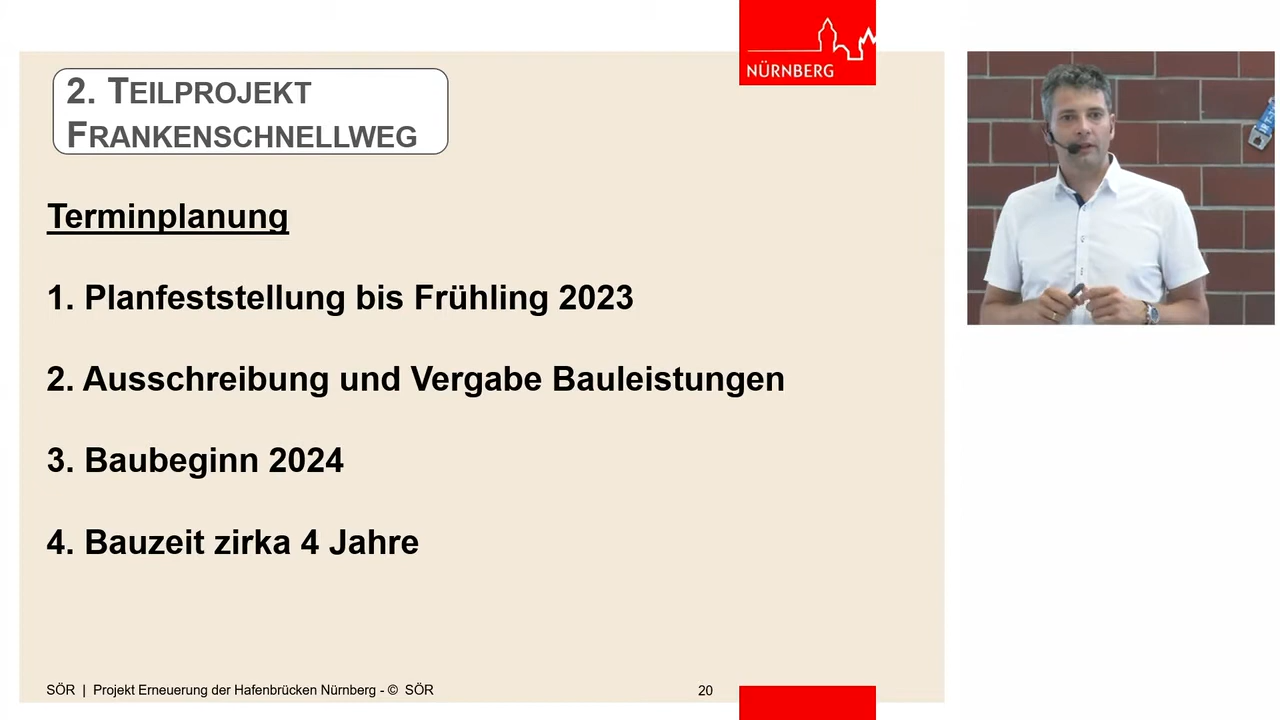 NÜRNBERG
2. TEILPROJEKT
FRANKENSCHNELLWEG
Terminplanung
1. Planfeststellung bis Frühling 2023
2. Ausschreibung und Vergabe Bauleistungen
3. Baubeginn 2024
4. Bauzeit zirka 4 Jahre
SÖR | Projekt Erneuerung der Hafenbrücken Nürnberg - © SÖR
20